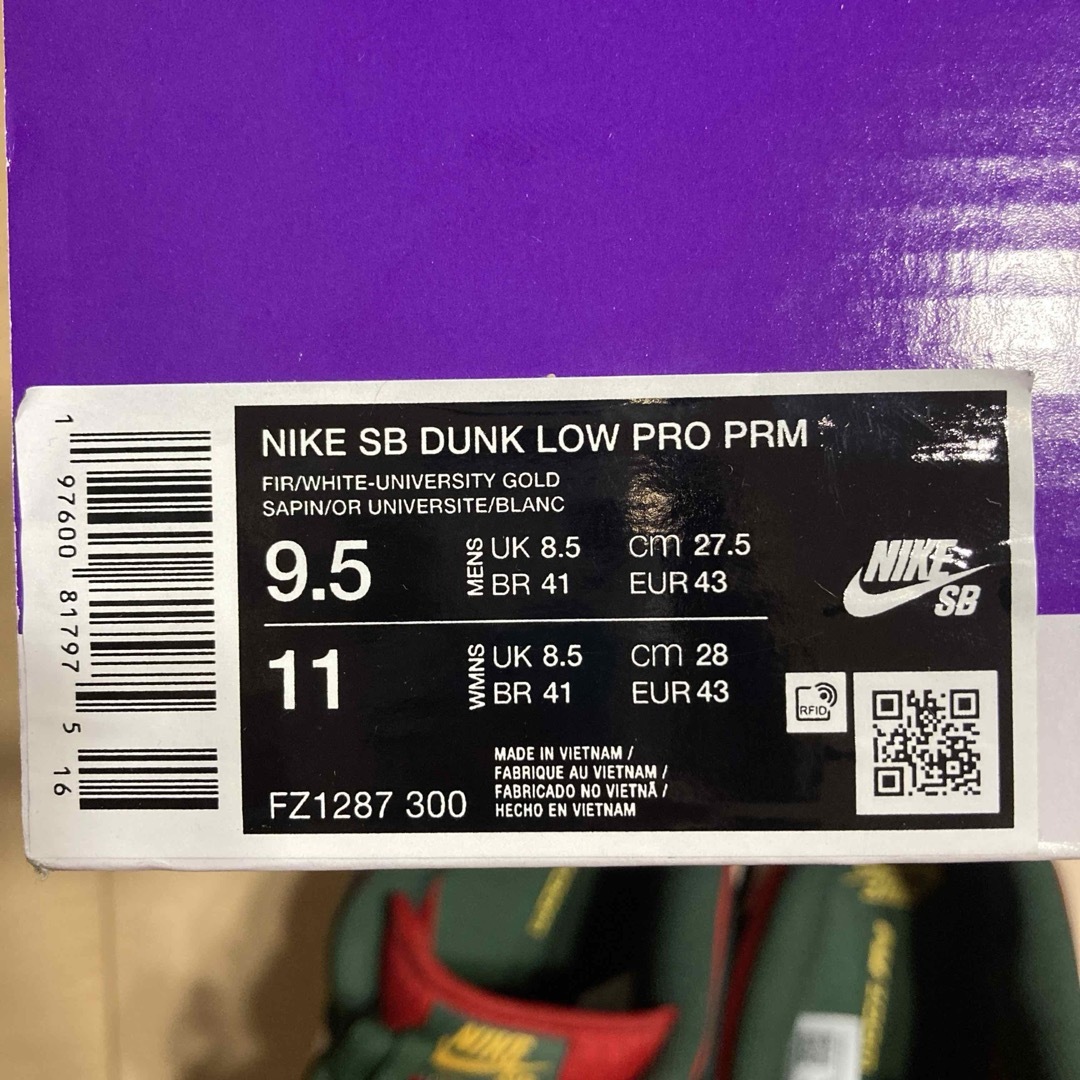 NIKE SB DUNK LOW PRO PRM
FIR/WHITE-UNIVERSITY GOLD
SAPIN/OR UNIVERSITE/BLANC
9.5 MENS UK 8.5 cm 27.5
BR 41 EUR 43
11 WMNS UK 8.5 cm 28
BR 41 EUR 43
NIKE
SB
RFID
MADE IN VIETNAM /
FABRIQUE AU VIETNAM /
FABRICADO NO VIETNÃ /
HECHO EN VIETNAM
FZ1287 300
1 97600 81797 5 16
NIKE